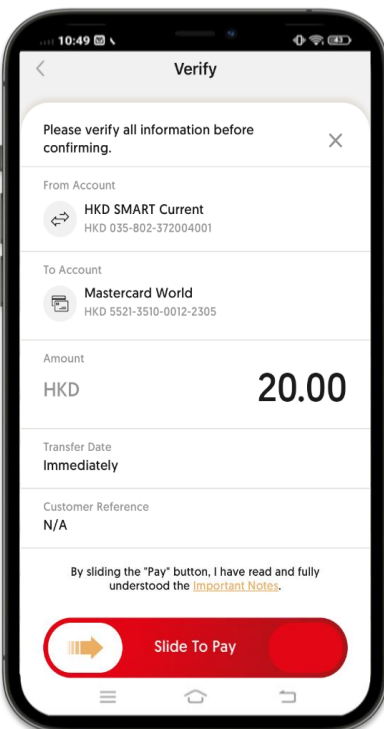 10:49
Verify
Please verify all information before
confirming.
From Account
HKD SMART Current
HKD 035-802-372004001
To Account
Mastercard World
HKD 5521-3510-0012-2305
Amount
HKD 20.00
Transfer Date
Immediately
Customer Reference
N/A
By sliding the "Pay" button, I have read and fully
understood the Important Notes.
Slide To Pay